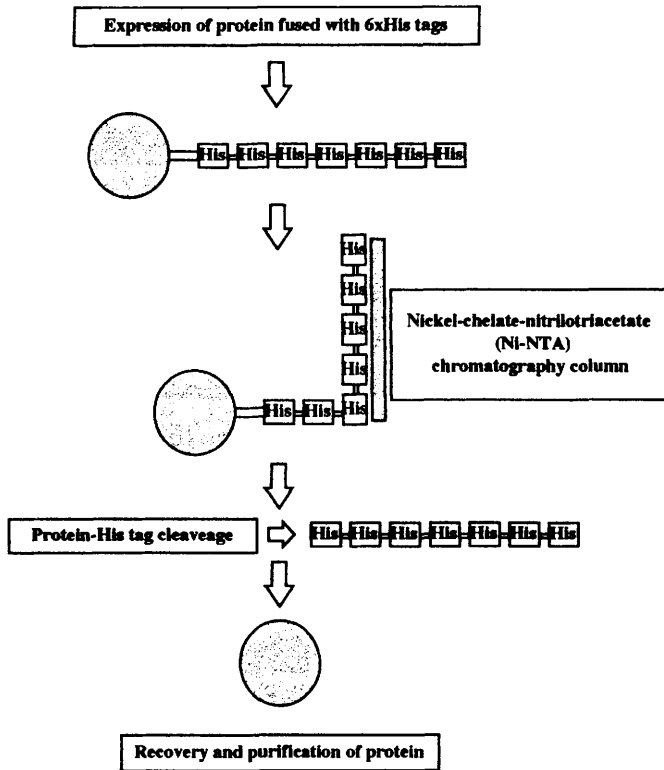 Expression of protein fused with 6xHis tags
His His His His His His His
His
His
His
His
His His His
Nickel-chelate-nitrilotriacetate
(Ni-NTA)
chromatography column
Protein-His tag cleaveage
His His His His His His His
Recovery and purification of protein